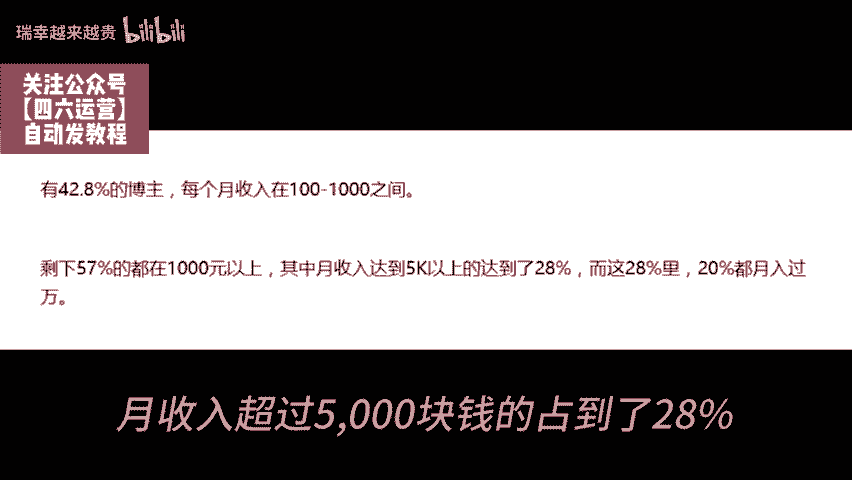 瑞幸越来越贵 bilibili
关注公众号
【四六运营】
自动发教程
有42.8%的博主，每个月收入在100-1000之间。
剩下57%的都在1000元以上，其中月收入达到5K以上的达到了28%，而这28%里，20%都月入过
万。
月收入超过5,000块钱的占到了28%